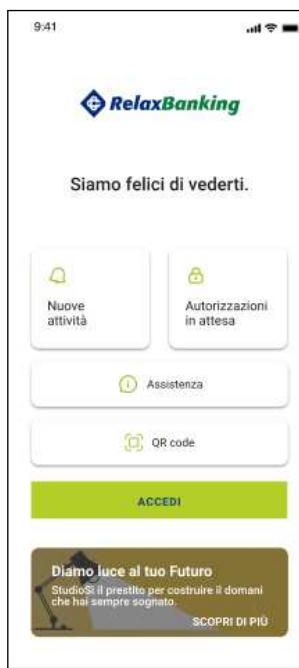 9:41
RelaxBanking
Siamo felici di vederti.
Nuove
attività
Autorizzazioni
in attesa
Assistenza
QR code
ACCEDI
Diamo luce al tuo Futuro
StudioSì il prestito per costruire il domani
che hai sempre sognato.
SCOPRI DI PIÙ